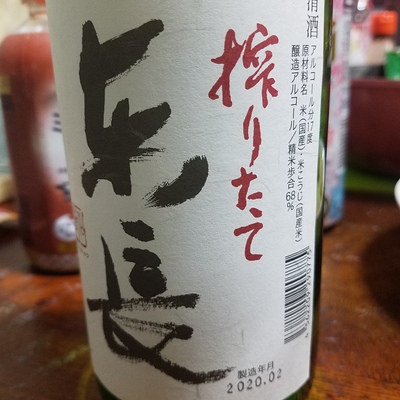 清酒
アルコール分17度
原材料名 米(国産)・米こうじ(国産米)
醸造アルコール/精米歩合68%
搾りたて
东長
製造年月
2020.02